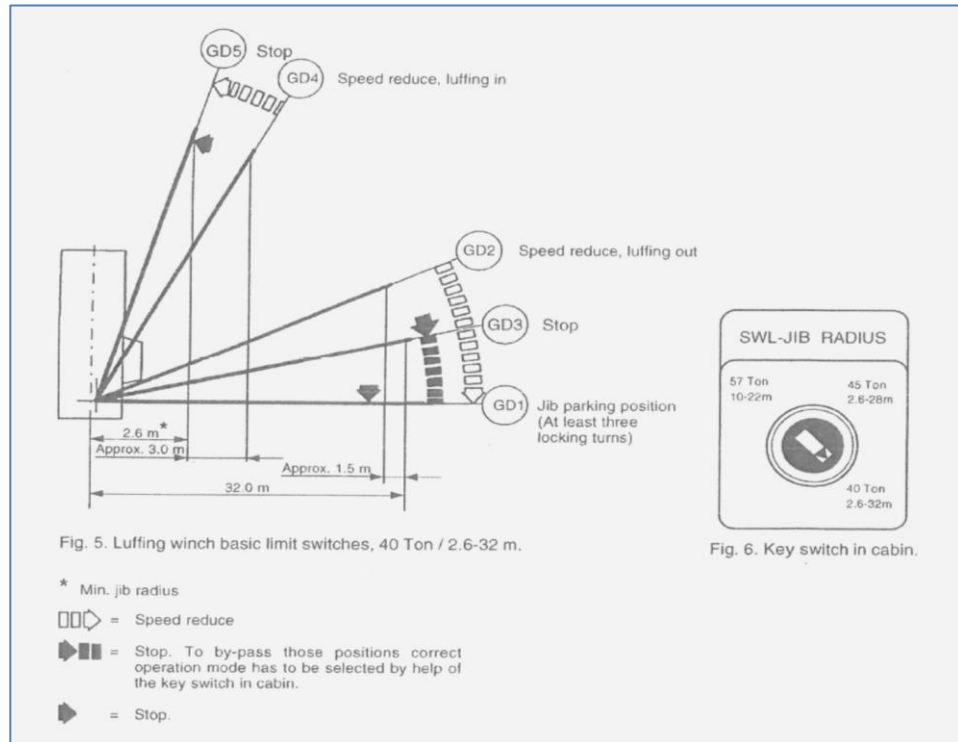 GD5 Stop
GD4 Speed reduce, luffing in
GD2 Speed reduce, luffing out
GD3 Stop
GD1 Jib parking position
(At least three
locking turns)
2.6 m*
Approx. 3.0 m
Approx. 1.5 m
32.0 m
Fig. 5. Luffing winch basic limit switches, 40 Ton / 2.6-32 m.
SWL-JIB RADIUS
57 Ton
10-22m
45 Ton
2.6-28m
40 Ton
2.6-32m
Fig. 6. Key switch in cabin.
* Min. jib radius
= Speed reduce
= Stop. To by-pass those positions correct
operation mode has to be selected by help of
the key switch in cabin.
= Stop.